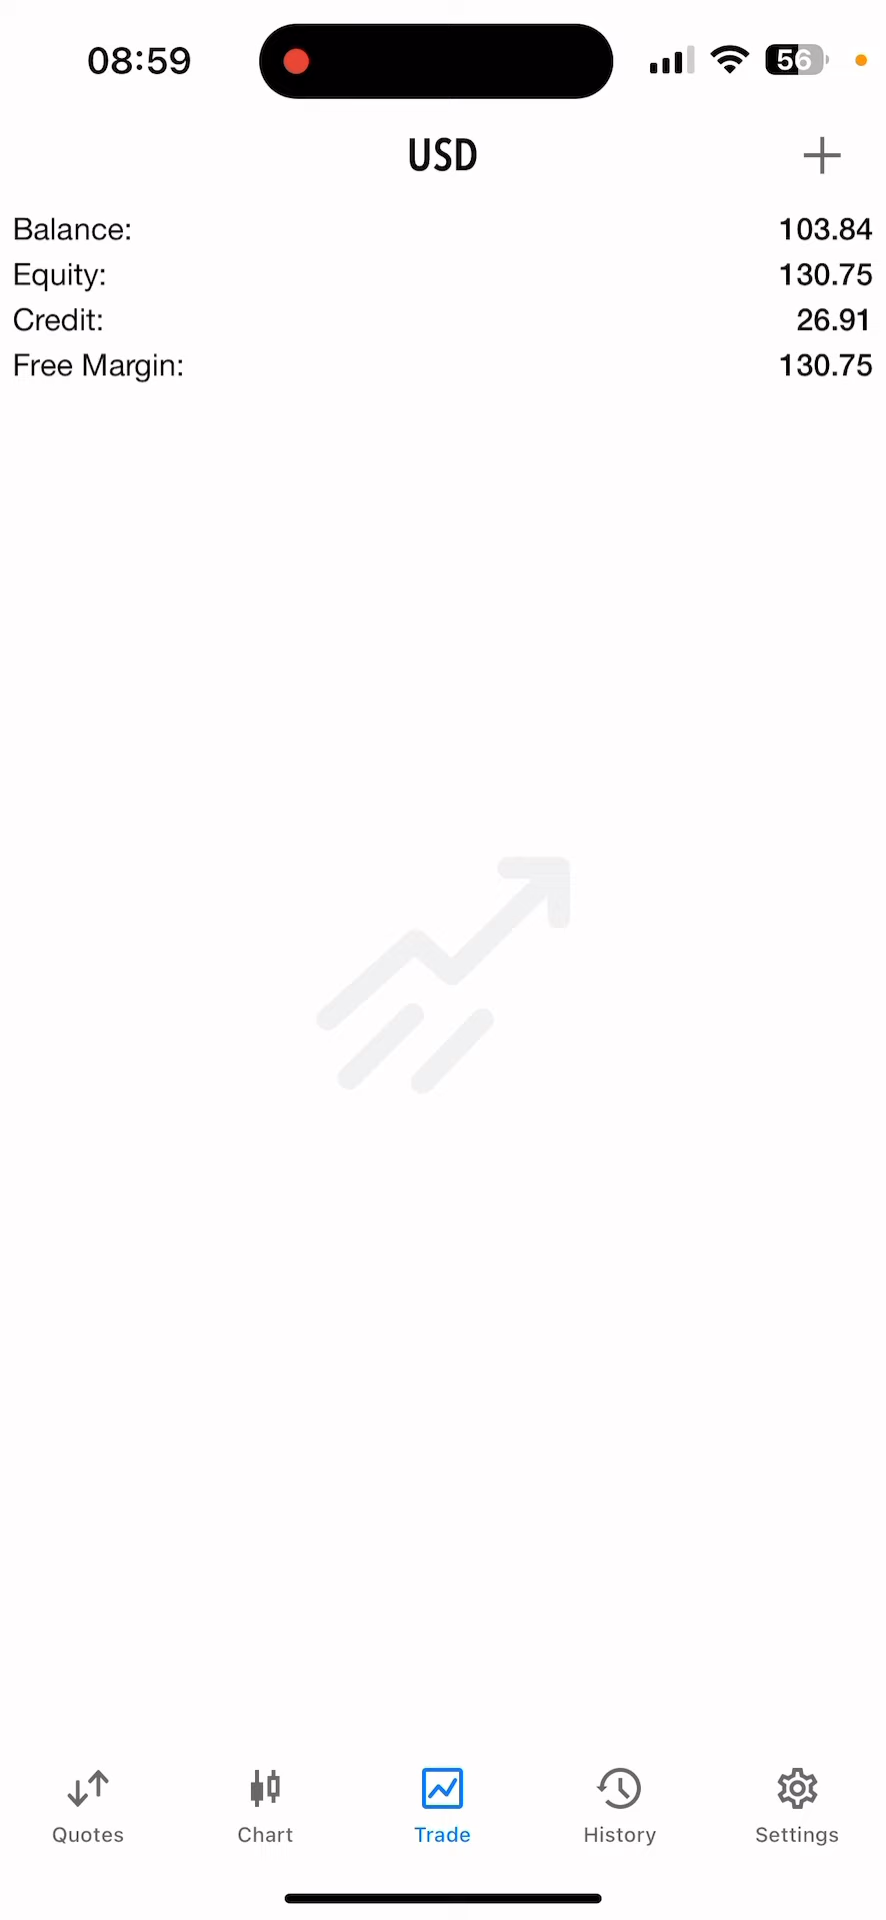 08:59
56
USD
Balance: 103.84
Equity: 130.75
Credit: 26.91
Free Margin: 130.75
Quotes Chart Trade History Settings